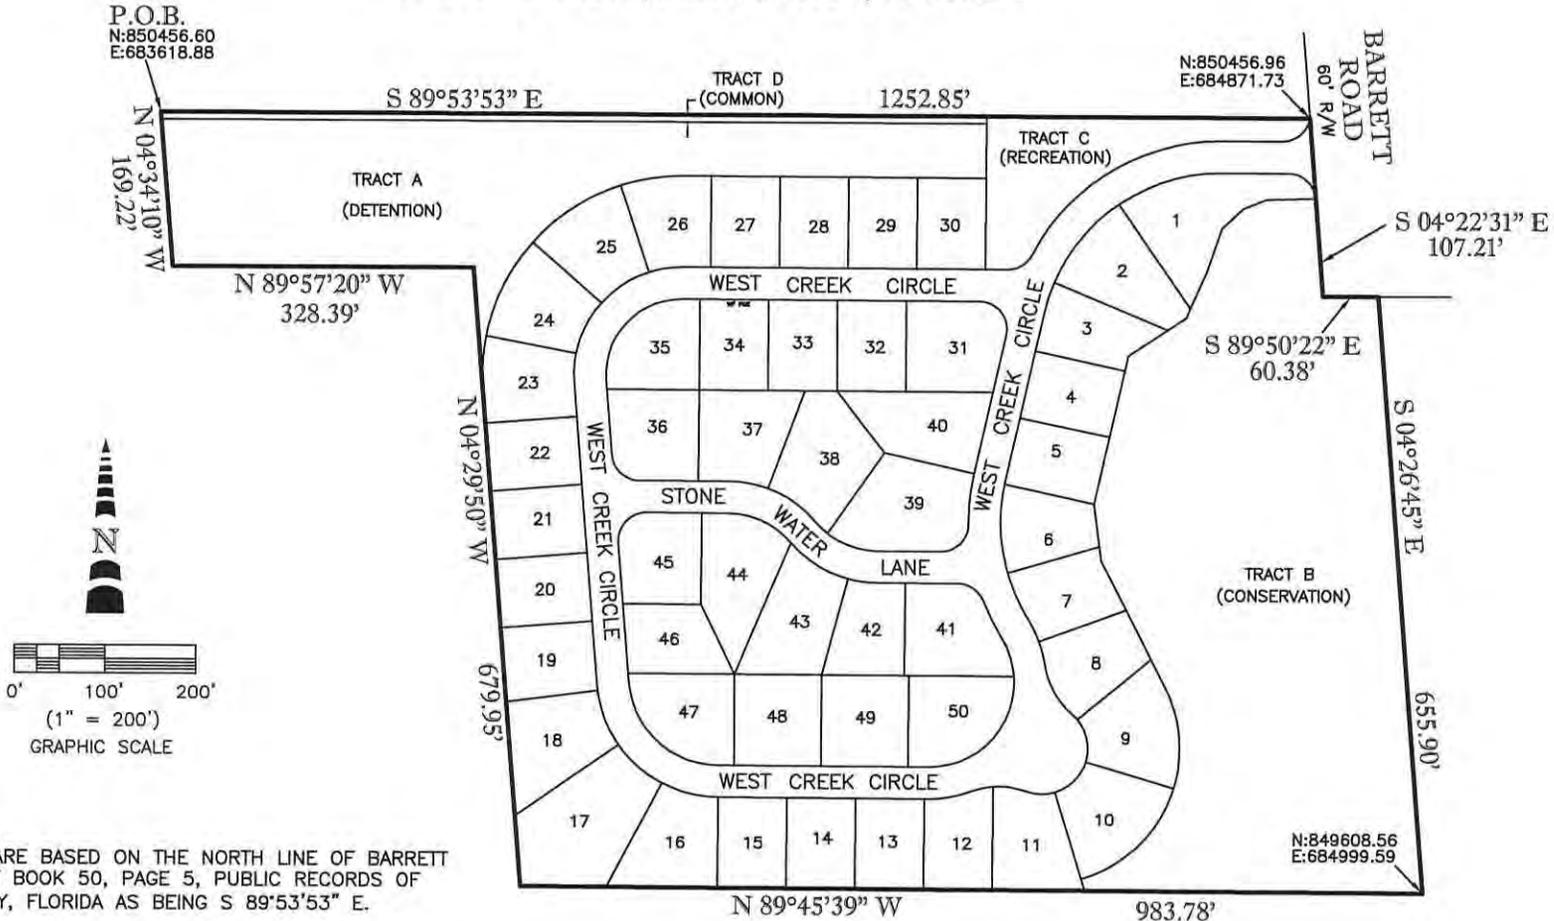 P.O.B.
N:850456.60
E:683618.88
S 89°53'53" E
TRACT D
(COMMON)
1252.85'
N:850456.96
E:684871.73
BARRETT
ROAD
60' R/W
N 04°34'10" W
169.22'
TRACT A
(DETENTION)
TRACT C
(RECREATION)
N 89°57'20" W
328.39'
S 04°22'31" E
107.21'
S 89°50'22" E
60.38'
1
2
3
4
5
6
7
8
9
10
11
12
13
14
15
16
17
18
19
20
21
22
23
24
25
26
27
28
29
30
WEST CREEK CIRCLE
31
32
33
34
35
36
37
38
39
40
WEST CREEK CIRCLE
WEST CREEK CIRCLE
WEST CREEK CIRCLE
STONE WATER LANE
41
42
43
44
45
46
47
48
49
50
WEST CREEK CIRCLE
N 04°29'50" W
679.95'
TRACT B
(CONSERVATION)
S 04°26'45" E
655.90'
N
0' 100' 200'
(1" = 200')
GRAPHIC SCALE
N:849608.56
E:684999.59
N 89°45'39" W
983.78'
ARE BASED ON THE NORTH LINE OF BARRETT
BOOK 50, PAGE 5, PUBLIC RECORDS OF
Y, FLORIDA AS BEING S 89°53'53" E.